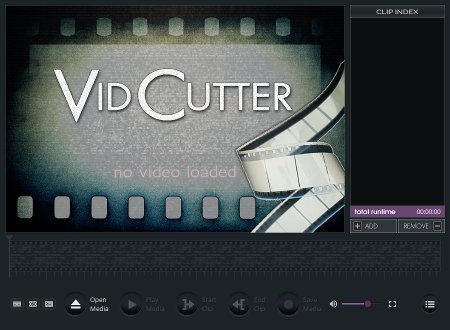 CLIP INDEX
VIDCUTTER
no video loaded
total runtime 00:00:00
ADD REMOVE
Open
Media
Play
Media
Start
Clip
End
Clip
Save
Media